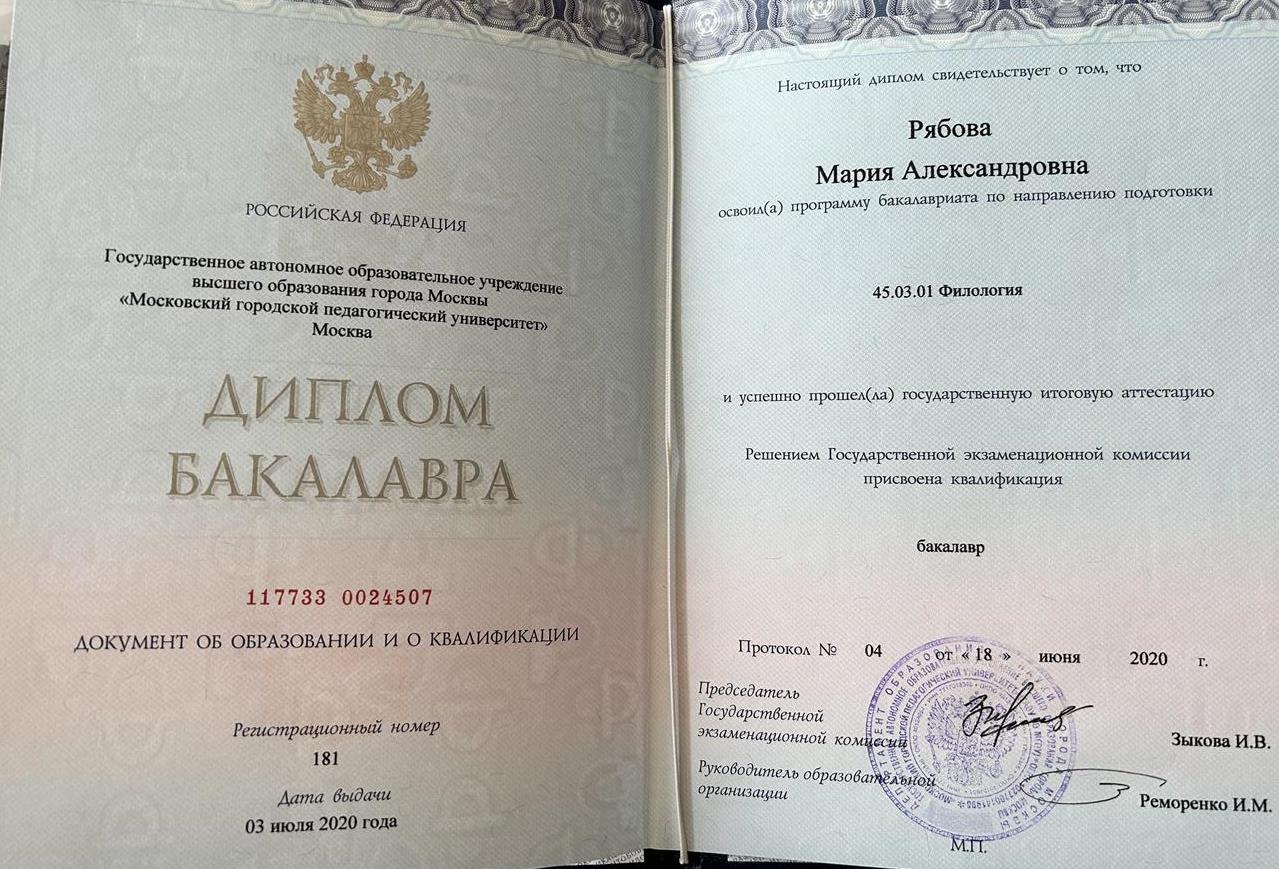 РОССИЙСКАЯ ФЕДЕРАЦИЯ
Государственное автономное образовательное учреждение
высшего образования города Москвы
«Московский городской педагогический университет»
Москва
ДИПЛОМ
БАКАЛАВРА
117733 0024507
ДОКУМЕНТ ОБ ОБРАЗОВАНИИ И О КВАЛИФИКАЦИИ
Регистрационный номер
181
Дата выдачи
03 июля 2020 года
Настоящий диплом свидетельствует о том, что
Рябова
Мария Александровна
освоил(а) программу бакалавриата по направлению подготовки
45.03.01 Филология
и успешно прошел(ла) государственную итоговую аттестацию
Решением Государственной экзаменационной комиссии
присвоена квалификация
бакалавр
Протокол № 04 от « 18 » июня 2020 г.
Председатель
Государственной
экзаменационной комиссии
Зыкова И.В.
Руководитель образовательной
организации
Реморенко И.М.
М.П.